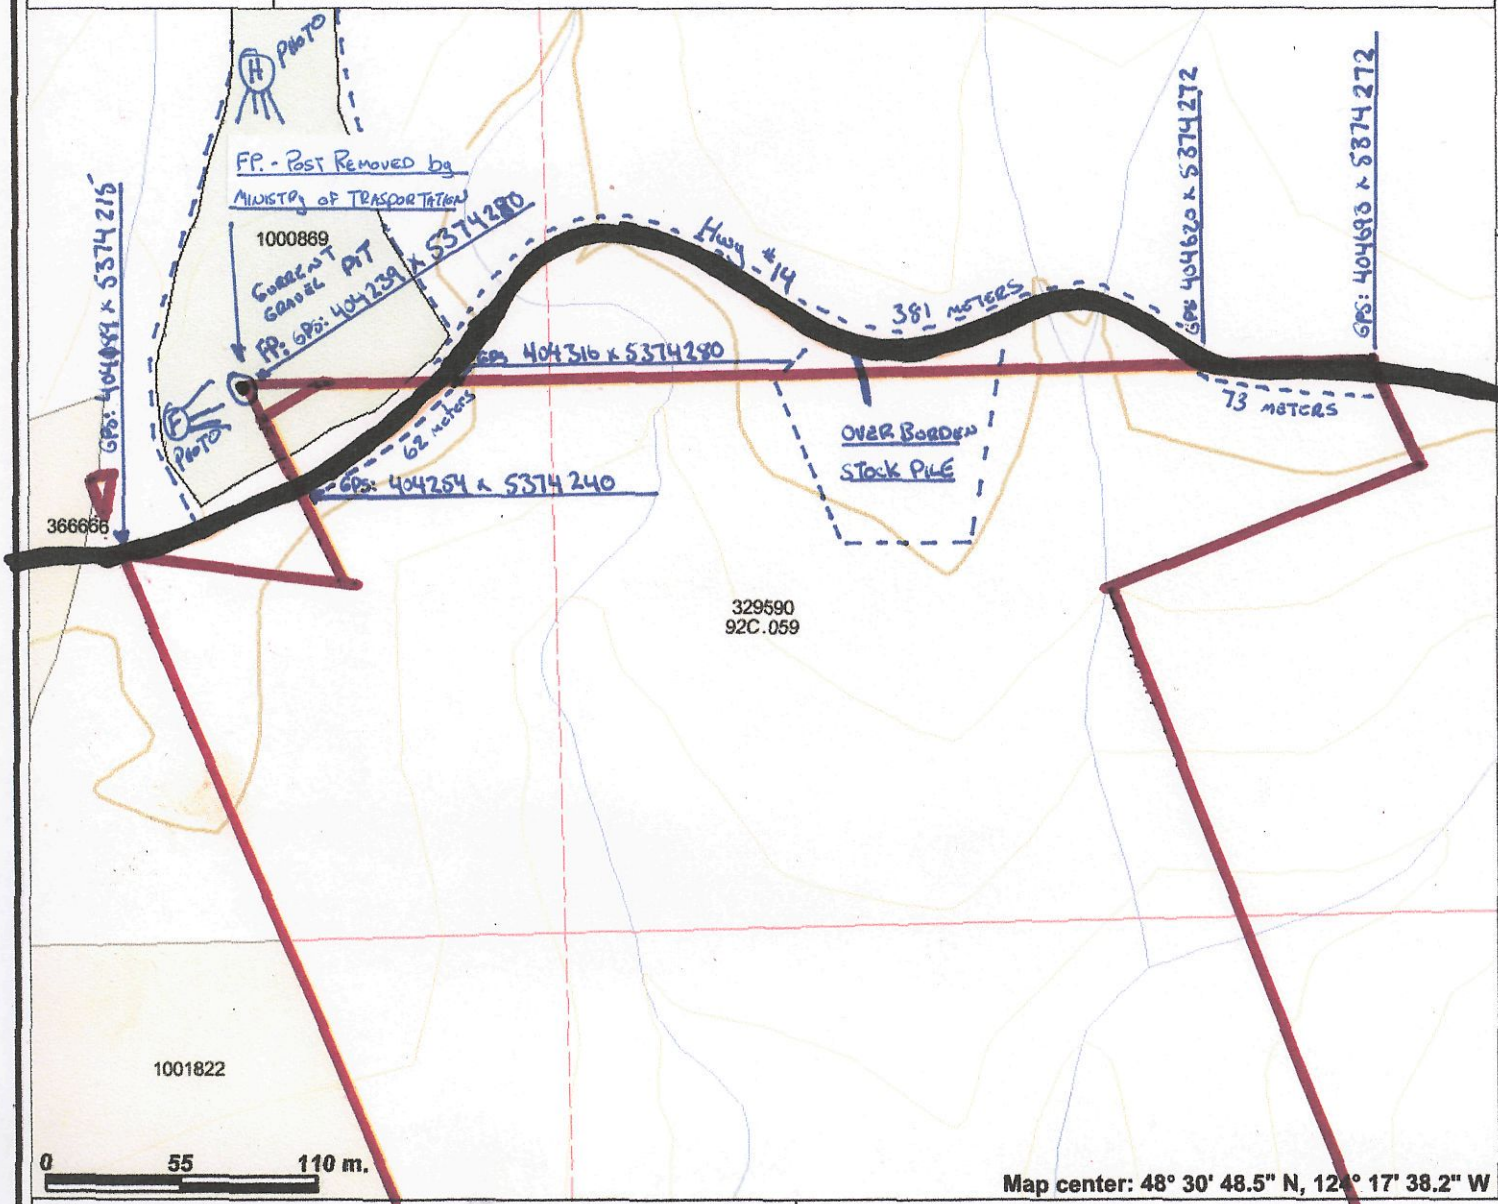 H
PHOTO
FP. - POST REMOVED by
MINISTRy of TRASPORTATION
1000869
CURRENT
GRAVEL PIT
FP: GPS: 404239 x 5374280
GPS: 404099 x 5374215
Hwy #14
381 METERS
GPS 404620 x 5374272
GPS: 404693 x 5374272
GPS 404316 x 5374280
73 METERS
F
PHOTO
62 meters
GPS: 404254 x 5374240
OVER BURDEN
STOCK PILE
366666
329590
92C.059
1001822
0 55 110 m.
Map center: 48° 30' 48.5" N, 124° 17' 38.2" W